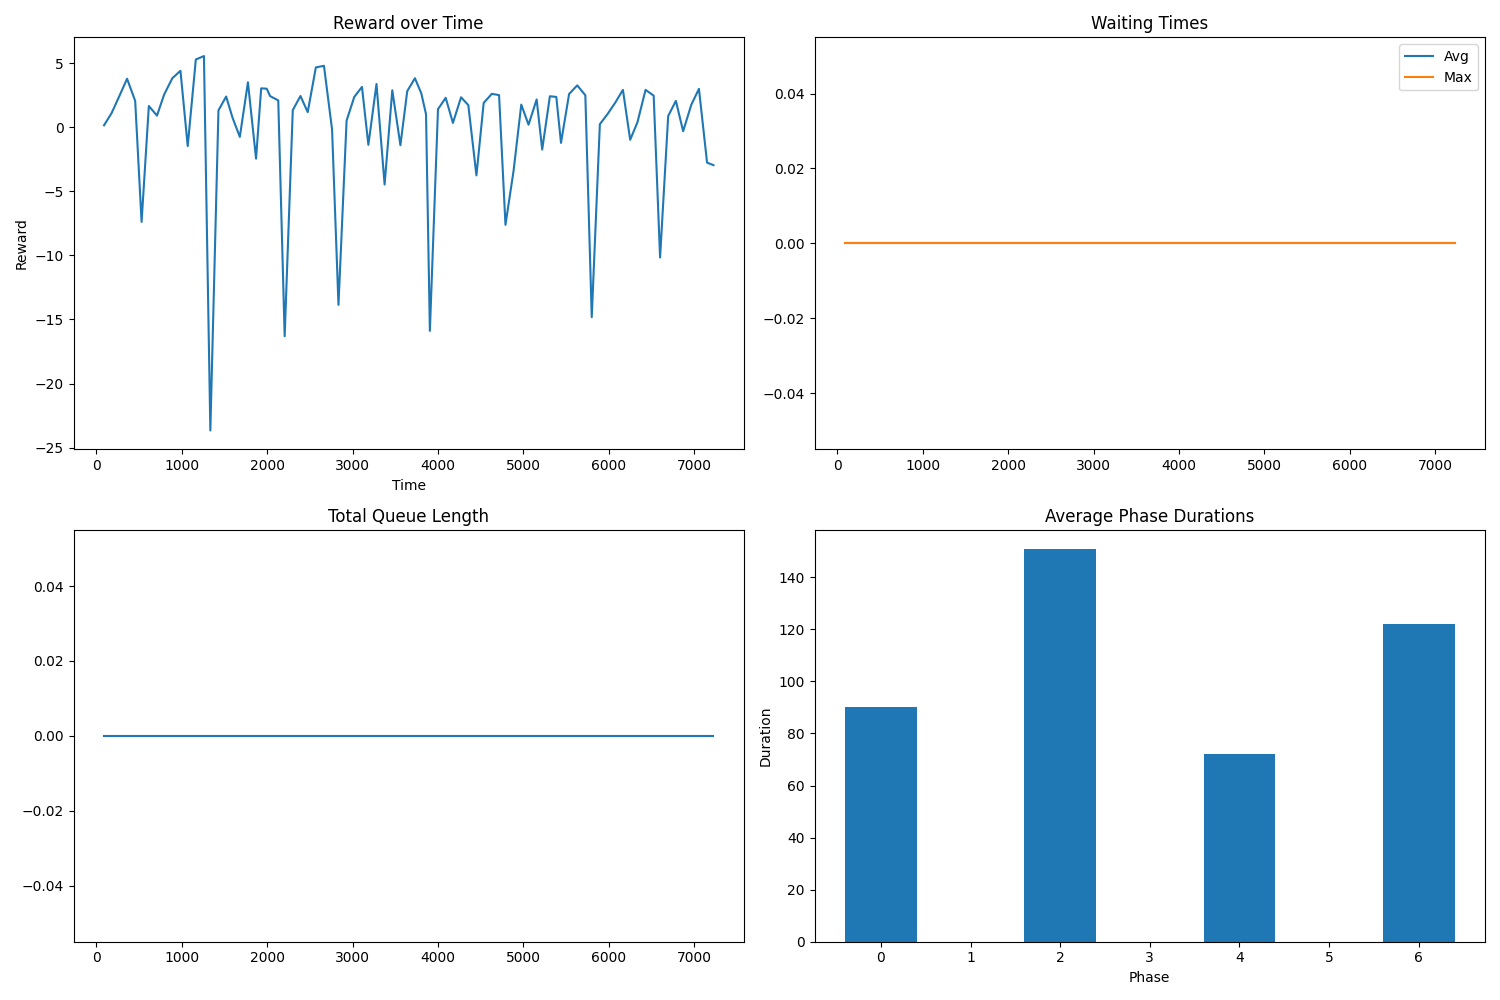 Reward over Time
5
0
−5
−10
−15
−20
−25
Reward
0 1000 2000 3000 4000 5000 6000 7000
Time
Waiting Times
Avg
Max
0.04
0.02
0.00
−0.02
−0.04
0 1000 2000 3000 4000 5000 6000 7000
Total Queue Length
0.04
0.02
0.00
−0.02
−0.04
0 1000 2000 3000 4000 5000 6000 7000
Average Phase Durations
140
120
100
80
60
40
20
0
Duration
0 1 2 3 4 5 6
Phase